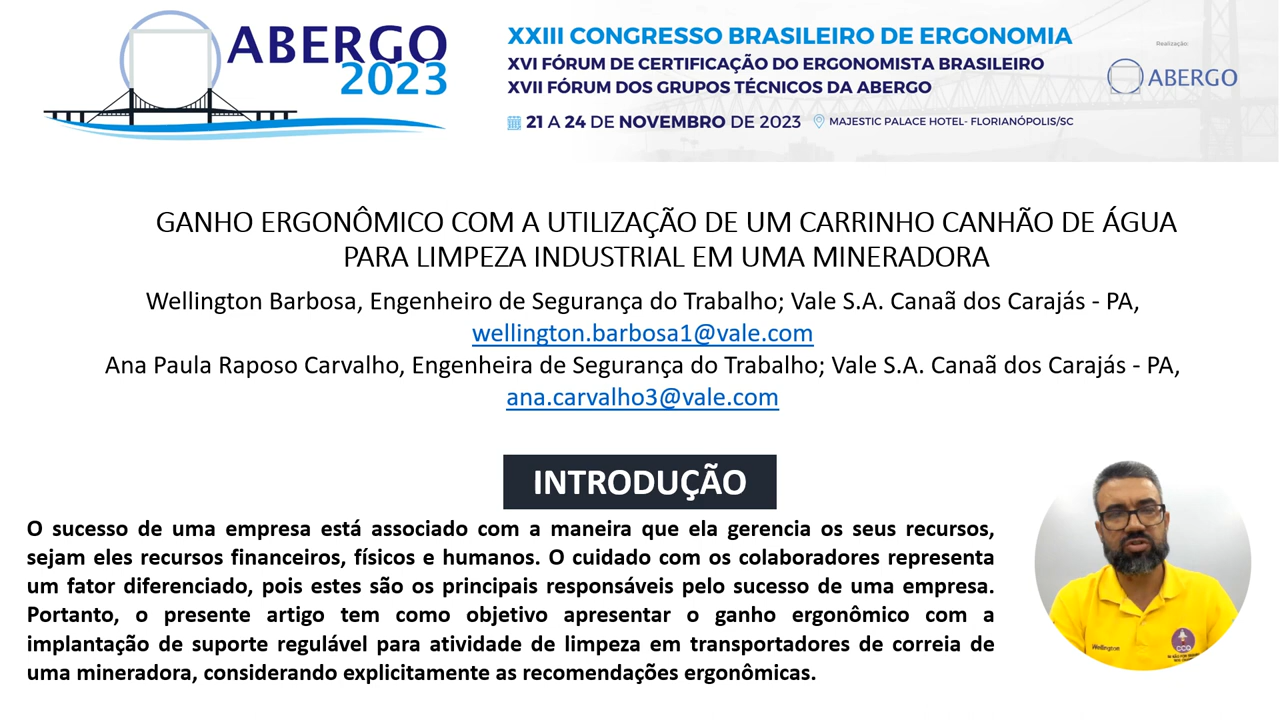 ABERGO
2023
XXIII CONGRESSO BRASILEIRO DE ERGONOMIA
XVI FÓRUM DE CERTIFICAÇÃO DO ERGONOMISTA BRASILEIRO
XVII FÓRUM DOS GRUPOS TÉCNICOS DA ABERGO
21 A 24 DE NOVEMBRO DE 2023 MAJESTIC PALACE HOTEL- FLORIANÓPOLIS/SC
Realização:
ABERGO
GANHO ERGONÔMICO COM A UTILIZAÇÃO DE UM CARRINHO CANHÃO DE ÁGUA
PARA LIMPEZA INDUSTRIAL EM UMA MINERADORA
Wellington Barbosa, Engenheiro de Segurança do Trabalho; Vale S.A. Canaã dos Carajás - PA,
wellington.barbosa1@vale.com
Ana Paula Raposo Carvalho, Engenheira de Segurança do Trabalho; Vale S.A. Canaã dos Carajás - PA,
ana.carvalho3@vale.com
INTRODUÇÃO
O sucesso de uma empresa está associado com a maneira que ela gerencia os seus recursos,
sejam eles recursos financeiros, físicos e humanos. O cuidado com os colaboradores representa
um fator diferenciado, pois estes são os principais responsáveis pelo sucesso de uma empresa.
Portanto, o presente artigo tem como objetivo apresentar o ganho ergonômico com a
implantação de suporte regulável para atividade de limpeza em transportadores de correia de
uma mineradora, considerando explicitamente as recomendações ergonômicas.
Wellington